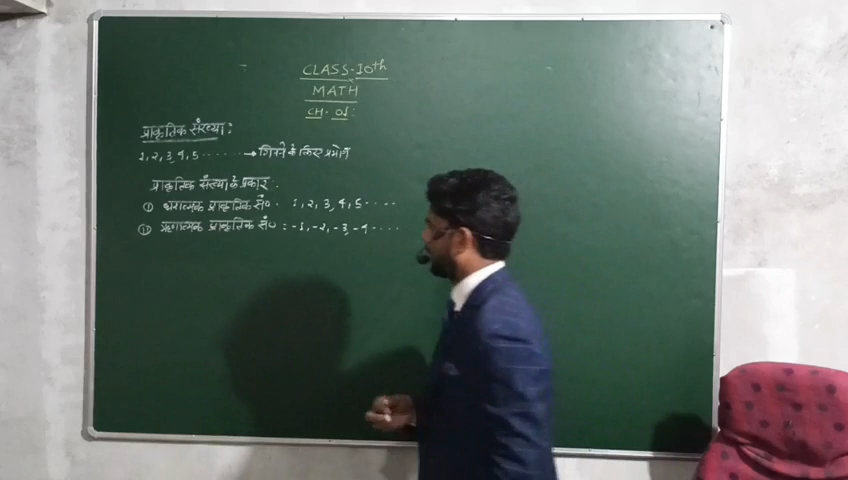 CLASS-10th
MATH
CH. 01:
प्राकृतिक संख्या:
1, 2, 3, 4, 5 ....... → गिनने के लिए प्रयोग
प्राकृतिक संख्या के प्रकार.
① धनात्मक प्राकृतिक सं० . 1, 2, 3, 4, 5 ....
② ऋणात्मक प्राकृतिक सं० = -1, -2, -3, -4 ....